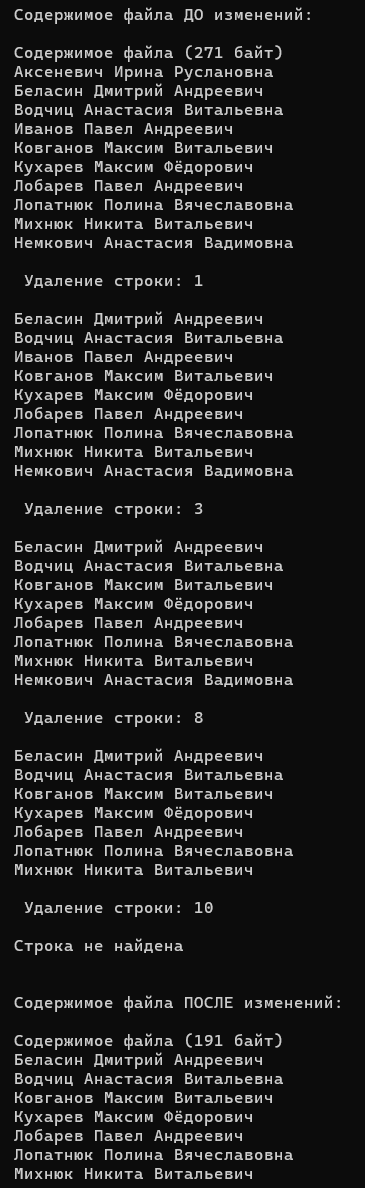 Содержимое файла ДО изменений:
Содержимое файла (271 байт)
Аксеневич Ирина Руслановна
Беласин Дмитрий Андреевич
Водчиц Анастасия Витальевна
Иванов Павел Андреевич
Ковганов Максим Витальевич
Кухарев Максим Фёдорович
Лобарев Павел Андреевич
Лопатнюк Полина Вячеславовна
Михнюк Никита Витальевич
Немкович Анастасия Вадимовна
Удаление строки: 1
Беласин Дмитрий Андреевич
Водчиц Анастасия Витальевна
Иванов Павел Андреевич
Ковганов Максим Витальевич
Кухарев Максим Фёдорович
Лобарев Павел Андреевич
Лопатнюк Полина Вячеславовна
Михнюк Никита Витальевич
Немкович Анастасия Вадимовна
Удаление строки: 3
Беласин Дмитрий Андреевич
Водчиц Анастасия Витальевна
Ковганов Максим Витальевич
Кухарев Максим Фёдорович
Лобарев Павел Андреевич
Лопатнюк Полина Вячеславовна
Михнюк Никита Витальевич
Немкович Анастасия Вадимовна
Удаление строки: 8
Беласин Дмитрий Андреевич
Водчиц Анастасия Витальевна
Ковганов Максим Витальевич
Кухарев Максим Фёдорович
Лобарев Павел Андреевич
Лопатнюк Полина Вячеславовна
Михнюк Никита Витальевич
Удаление строки: 10
Строка не найдена
Содержимое файла ПОСЛЕ изменений:
Содержимое файла (191 байт)
Беласин Дмитрий Андреевич
Водчиц Анастасия Витальевна
Ковганов Максим Витальевич
Кухарев Максим Фёдорович
Лобарев Павел Андреевич
Лопатнюк Полина Вячеславовна
Михнюк Никита Витальевич